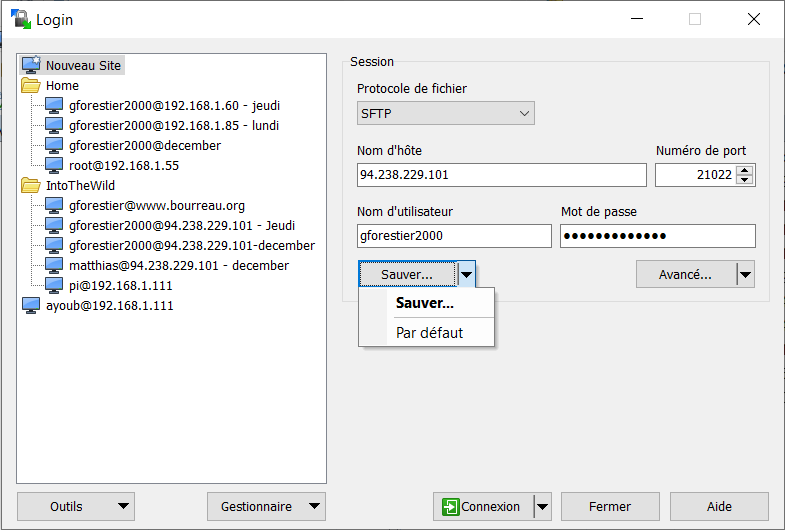 Login
Nouveau Site
Home
gforestier2000@192.168.1.60 - jeudi
gforestier2000@192.168.1.85 - lundi
gforestier2000@december
root@192.168.1.55
IntoTheWild
gforestier@www.bourreau.org
gforestier2000@94.238.229.101 - Jeudi
gforestier2000@94.238.229.101-december
matthias@94.238.229.101 - december
pi@192.168.1.111
ayoub@192.168.1.111
Session
Protocole de fichier
SFTP
Nom d'hôte Numéro de port
94.238.229.101 21022
Nom d'utilisateur Mot de passe
gforestier2000 ●●●●●●●●●●●●●
Sauver... Avancé...
Sauver...
Par défaut
Outils Gestionnaire Connexion Fermer Aide